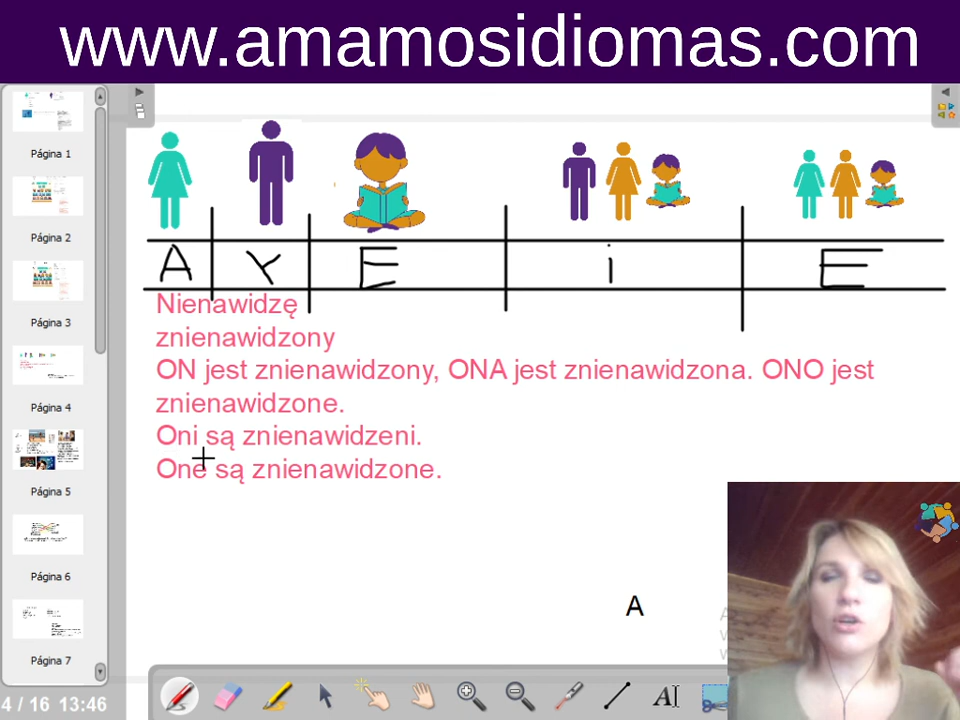 www.amamosidiomas.com
Página 1
Página 2
Página 3
Página 4
Página 5
Página 6
Página 7
A Y E i E
Nienawidzę
znienawidzony
ON jest znienawidzony, ONA jest znienawidzona. ONO jest
znienawidzone.
Oni są znienawidzeni.
One są znienawidzone.
A
4 / 16 13:46
A